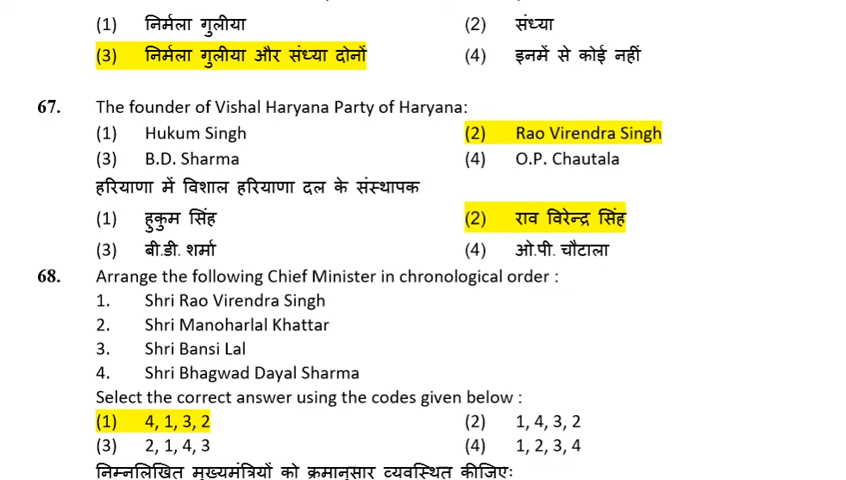 (1) निर्मला गुलीया (2) संध्या
(3) निर्मला गुलीया और संध्या दोनों (4) इनमें से कोई नहीं
67. The founder of Vishal Haryana Party of Haryana:
(1) Hukum Singh (2) Rao Virendra Singh
(3) B.D. Sharma (4) O.P. Chautala
हरियाणा में विशाल हरियाणा दल के संस्थापक
(1) हुकुम सिंह (2) राव विरेन्द्र सिंह
(3) बी.डी. शर्मा (4) ओ.पी. चौटाला
68. Arrange the following Chief Minister in chronological order :
1. Shri Rao Virendra Singh
2. Shri Manoharlal Khattar
3. Shri Bansi Lal
4. Shri Bhagwad Dayal Sharma
Select the correct answer using the codes given below :
(1) 4, 1, 3, 2 (2) 1, 4, 3, 2
(3) 2, 1, 4, 3 (4) 1, 2, 3, 4
निम्नलिखित मुख्यमंत्रियों को क्रमानुसार व्यवस्थित कीजिए: